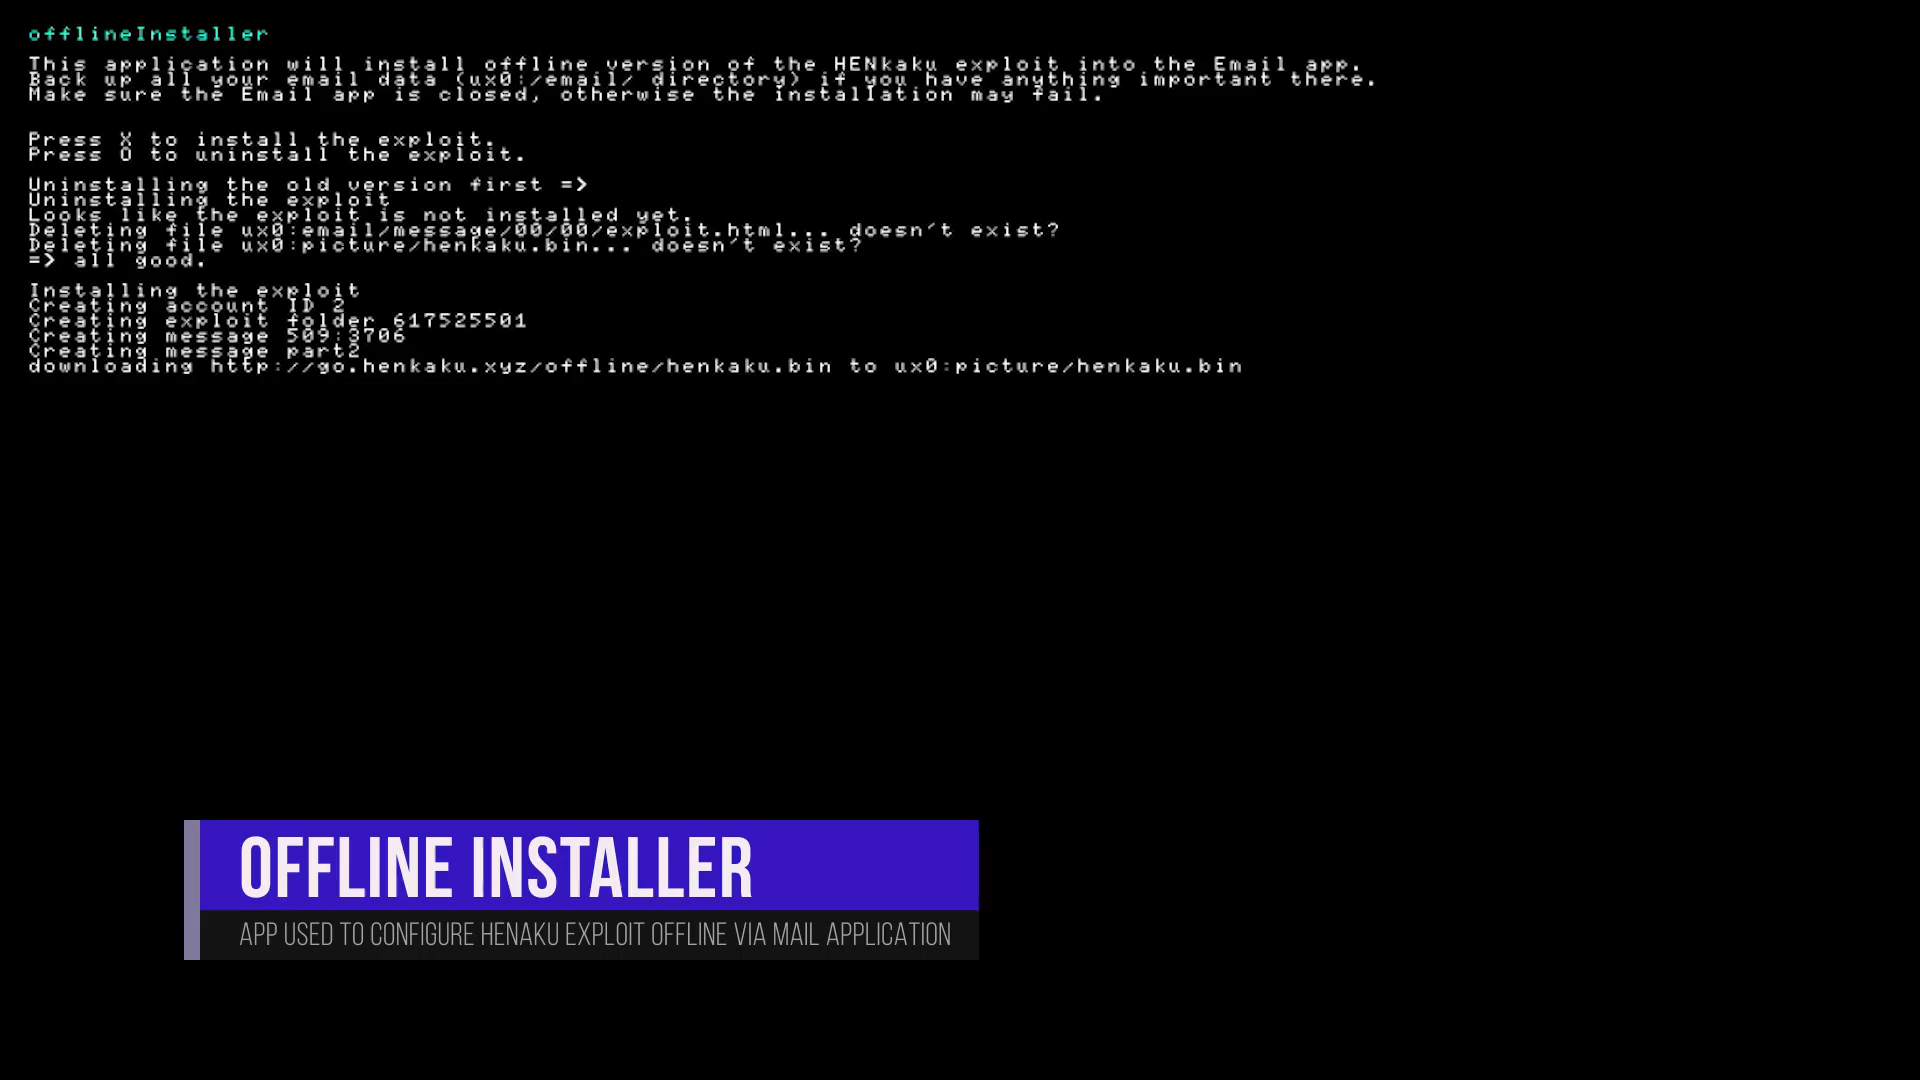 offlineInstaller
This application will install offline version of the HENkaku exploit into the Email app.
Back up all your email data (ux0:/email/ directory) if you have anything important there.
Make sure the Email app is closed, otherwise the installation may fail.
Press X to install the exploit.
Press O to uninstall the exploit.
Uninstalling the old version first =>
Uninstalling the exploit
Looks like the exploit is not installed yet.
Deleting file ux0:email/message/00/00/exploit.html... doesn't exist?
Deleting file ux0:picture/henkaku.bin... doesn't exist?
=> all good.
Installing the exploit
Creating account ID 2
Creating exploit folder 617525501
Creating message 509:3706
Creating message part2
downloading http://go.henkaku.xyz/offline/henkaku.bin to ux0:picture/henkaku.bin
OFFLINE INSTALLER
APP USED TO CONFIGURE HENAKU EXPLOIT OFFLINE VIA MAIL APPLICATION